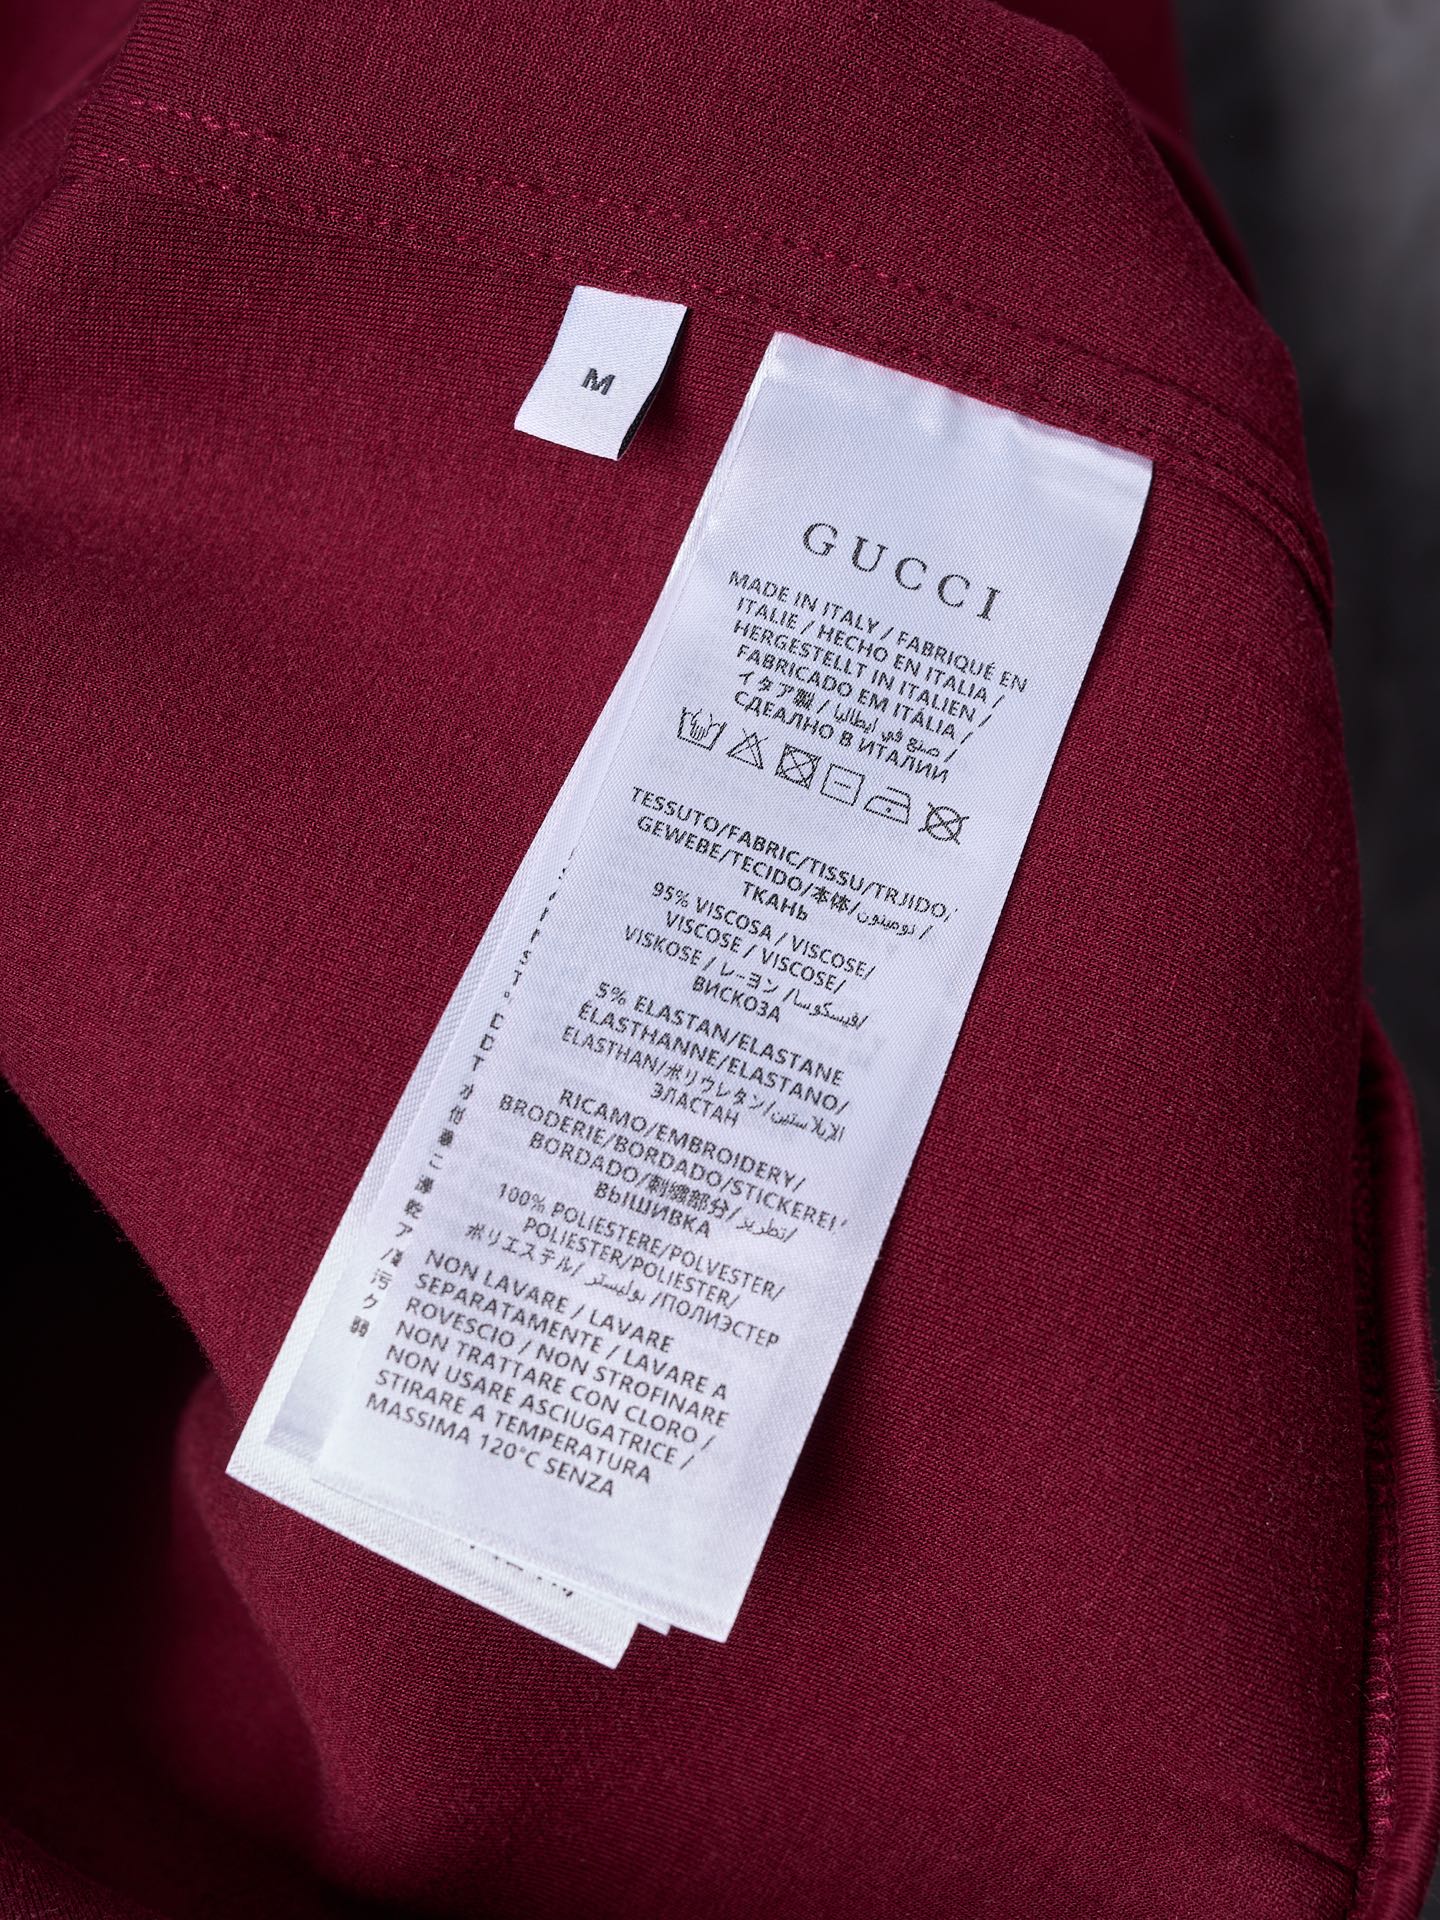 M
GUCCI
MADE IN ITALY / FABRIQUÉ EN
ITALIE / HECHO EN ITALIA /
HERGESTELLT IN ITALIEN /
FABRICADO EM ITÁLIA /
イタア製 / صنع في ايطاليا /
СДЕАЛНО В ИТАЛИИ
TESSUTO/FABRIC/TISSU/TRJIDO/
GEWEBE/TECIDO/本体/
ТКАНЬ
95% VISCOSA / VISCOSE/
VISCOSE / VISCOSE/
VISKOSE / レーヨン /فيسكوسا/
ВИСКОЗА
5% ELASTAN/ELASTANE
ÉLASTHANNE/ELASTANO/
ELASTHAN/ポリウレタン/الإيلاستين
ЭЛАСТАН
RICAMO/EMBROIDERY/
BRODERIE/BORDADO/STICKEREI/
BORDADO/刺繍部分/تطريز/
ВЫШИВКА
100% POLIESTERE/POLVESTER/
POLIESTER/POLIESTER/
ポリエステル/ بوليستر /ПОЛИЭСТЕР
NON LAVARE / LAVARE
SEPARATAMENTE / LAVARE A
ROVESCIO / NON STROFINARE
NON TRATTARE CON CLORO /
NON USARE ASCIUGATRICE /
STIRARE A TEMPERATURA
MASSIMA 120°C SENZA